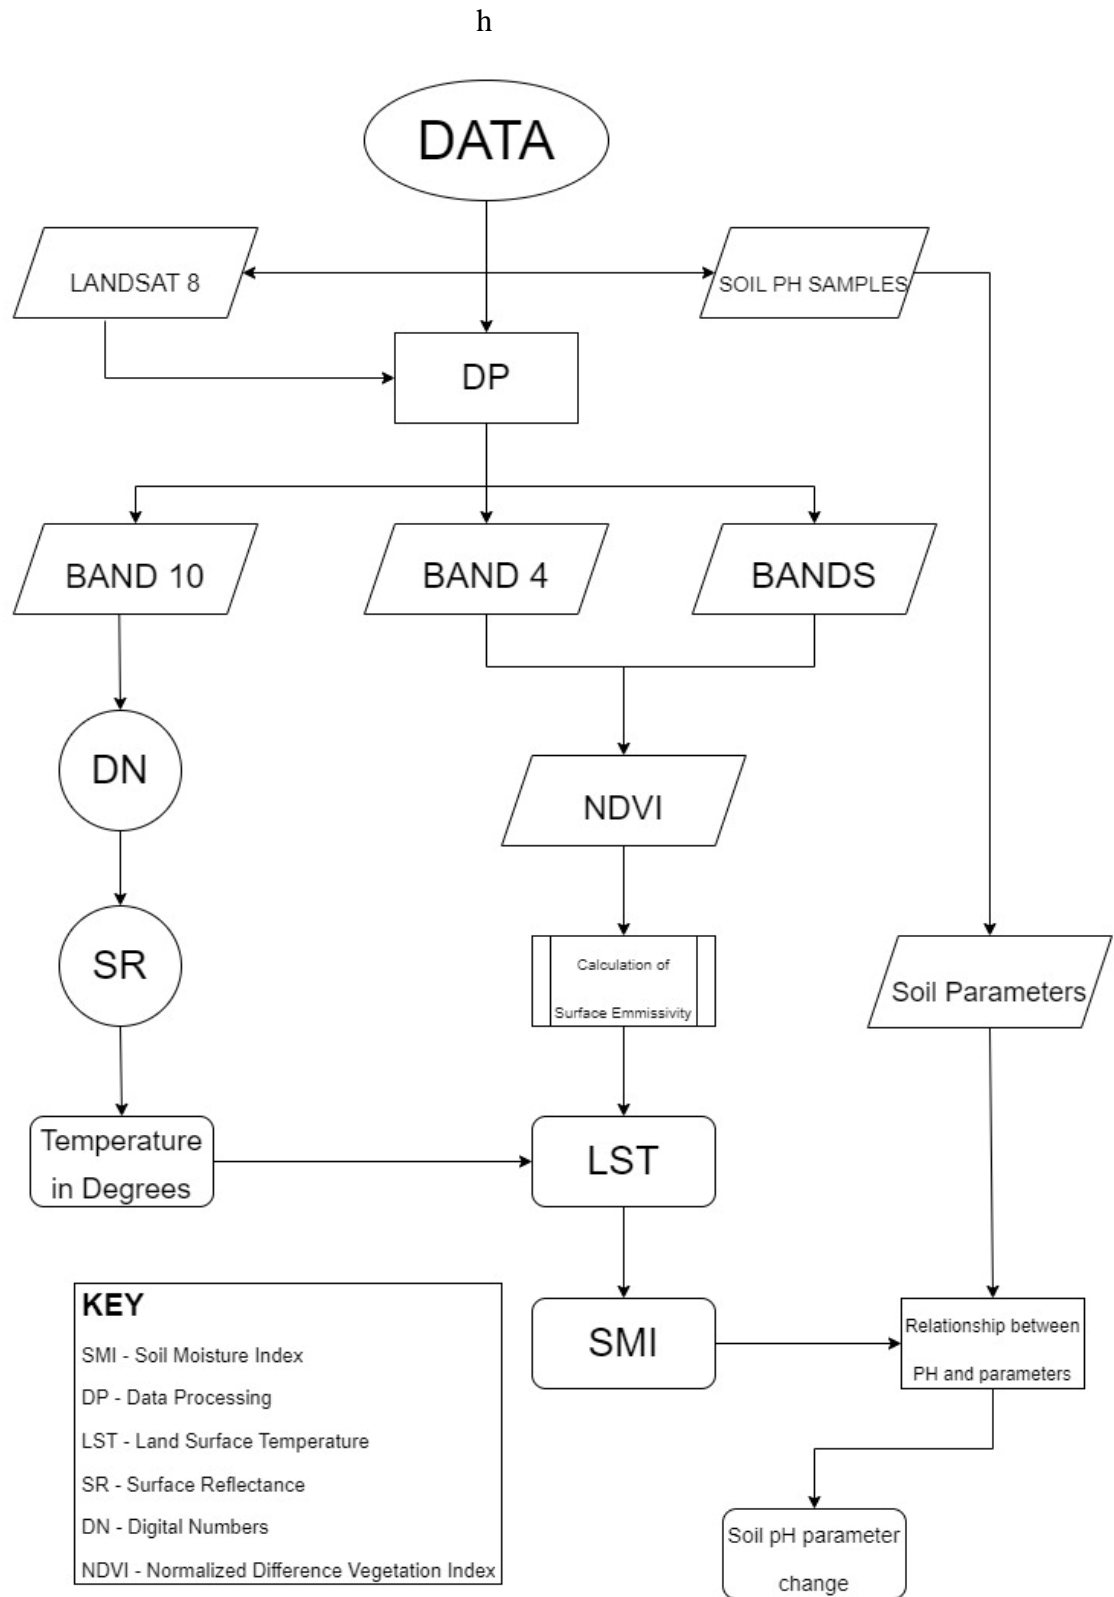 h
DATA
LANDSAT 8
SOIL PH SAMPLES
DP
BAND 10
BAND 4
BANDS
DN
NDVI
SR
Calculation of
Surface Emmissivity
Soil Parameters
Temperature
in Degrees
LST
KEY
SMI - Soil Moisture Index
DP - Data Processing
LST - Land Surface Temperature
SR - Surface Reflectance
DN - Digital Numbers
NDVI - Normalized Difference Vegetation Index
SMI
Relationship between
PH and parameters
Soil pH parameter
change